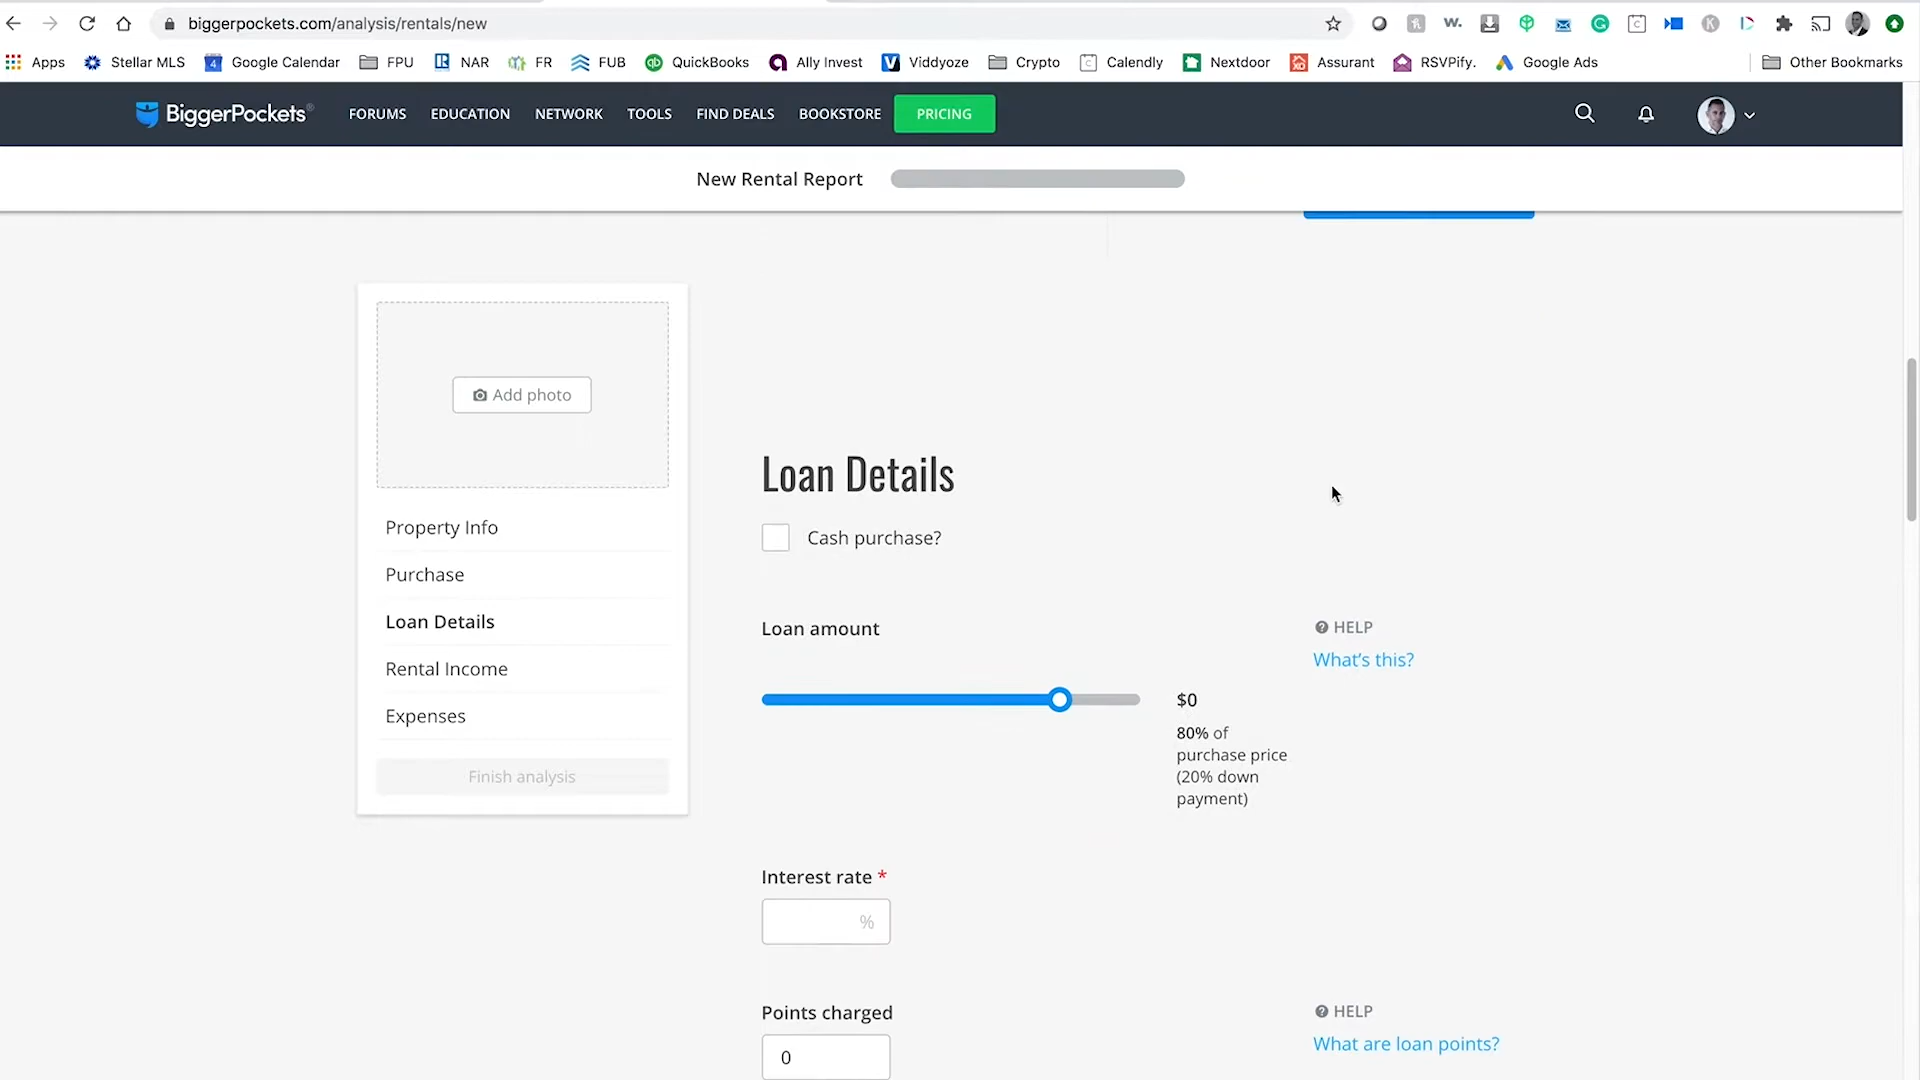 biggerpockets.com/analysis/rentals/new
Apps Stellar MLS Google Calendar FPU NAR FR FUB QuickBooks Ally Invest Viddyoze Crypto Calendly Nextdoor Assurant RSVPify. Google Ads Other Bookmarks
BiggerPockets® FORUMS EDUCATION NETWORK TOOLS FIND DEALS BOOKSTORE PRICING
New Rental Report
Add photo
Property Info
Purchase
Loan Details
Rental Income
Expenses
Finish analysis
Loan Details
Cash purchase?
Loan amount
HELP
What's this?
$0
80% of
purchase price
(20% down
payment)
Interest rate *
%
Points charged
0
HELP
What are loan points?